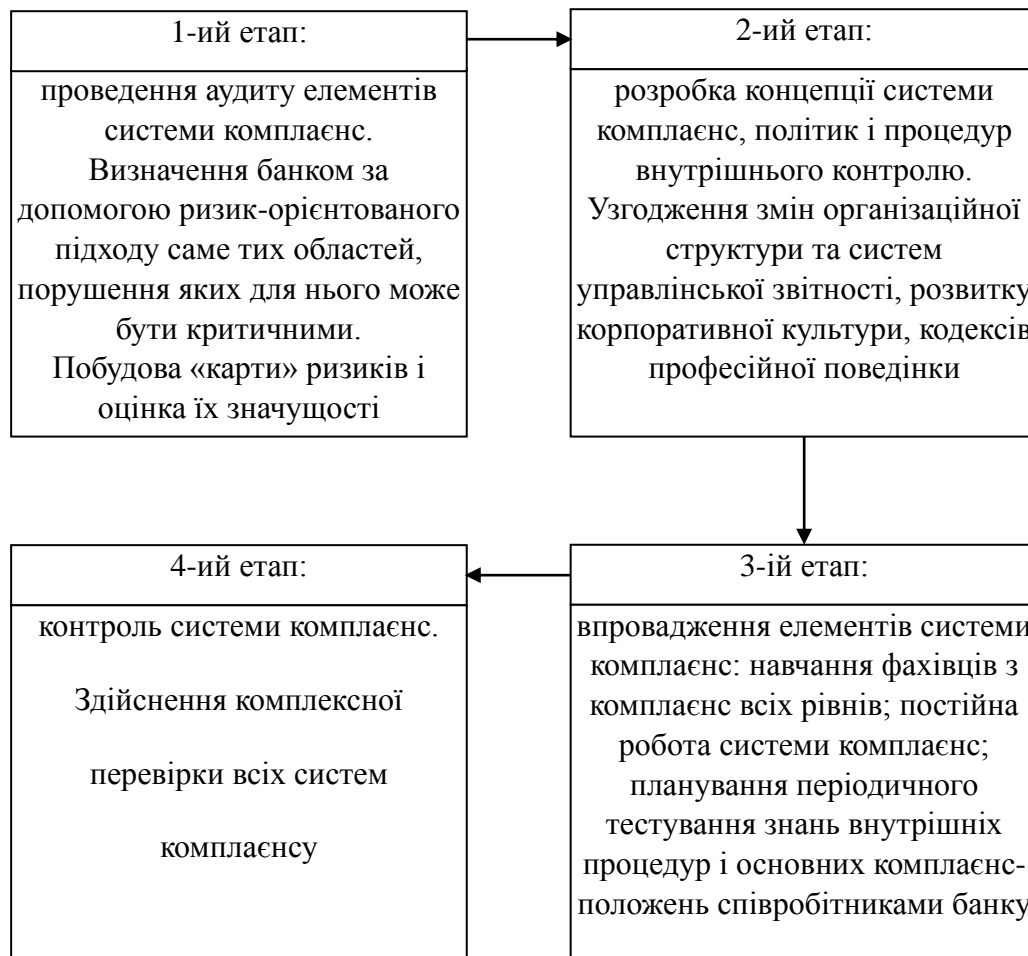 1-ий етап:
проведення аудиту елементів
системи комплаєнс.
Визначення банком за
допомогою ризик-орієнтованого
підходу саме тих областей,
порушення яких для нього може
бути критичними.
Побудова «карти» ризиків і
оцінка їх значущості
2-ий етап:
розробка концепції системи
комплаєнс, політик і процедур
внутрішнього контролю.
Узгодження змін організаційної
структури та систем
управлінської звітності, розвитку
корпоративної культури, кодексів
професійної поведінки
3-ій етап:
впровадження елементів системи
комплаєнс: навчання фахівців з
комплаєнс всіх рівнів; постійна
робота системи комплаєнс;
планування періодичного
тестування знань внутрішніх
процедур і основних комплаєнс-
положень співробітниками банку
4-ий етап:
контроль системи комплаєнс.
Здійснення комплексної
перевірки всіх систем
комплаєнсу